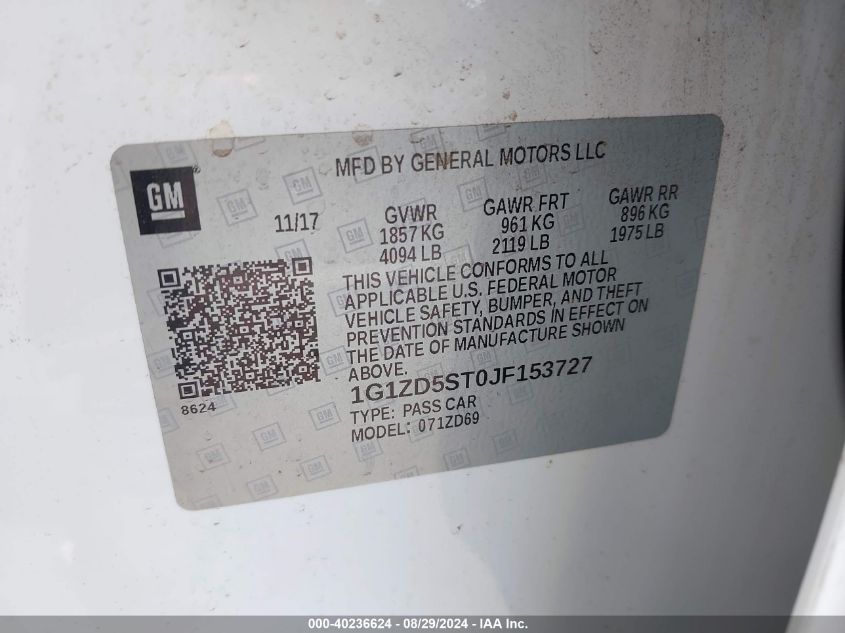 MFD BY GENERAL MOTORS LLC
GM
11/17
GVWR
1857 KG
4094 LB
GAWR FRT
961 KG
2119 LB
GAWR RR
896 KG
1975 LB
THIS VEHICLE CONFORMS TO ALL
APPLICABLE U.S. FEDERAL MOTOR
VEHICLE SAFETY, BUMPER, AND THEFT
PREVENTION STANDARDS IN EFFECT ON
THE DATE OF MANUFACTURE SHOWN
ABOVE.
8624
1G1ZD5ST0JF153727
TYPE: PASS CAR
MODEL: 071ZD69
000-40236624 - 08/29/2024 - IAA Inc.